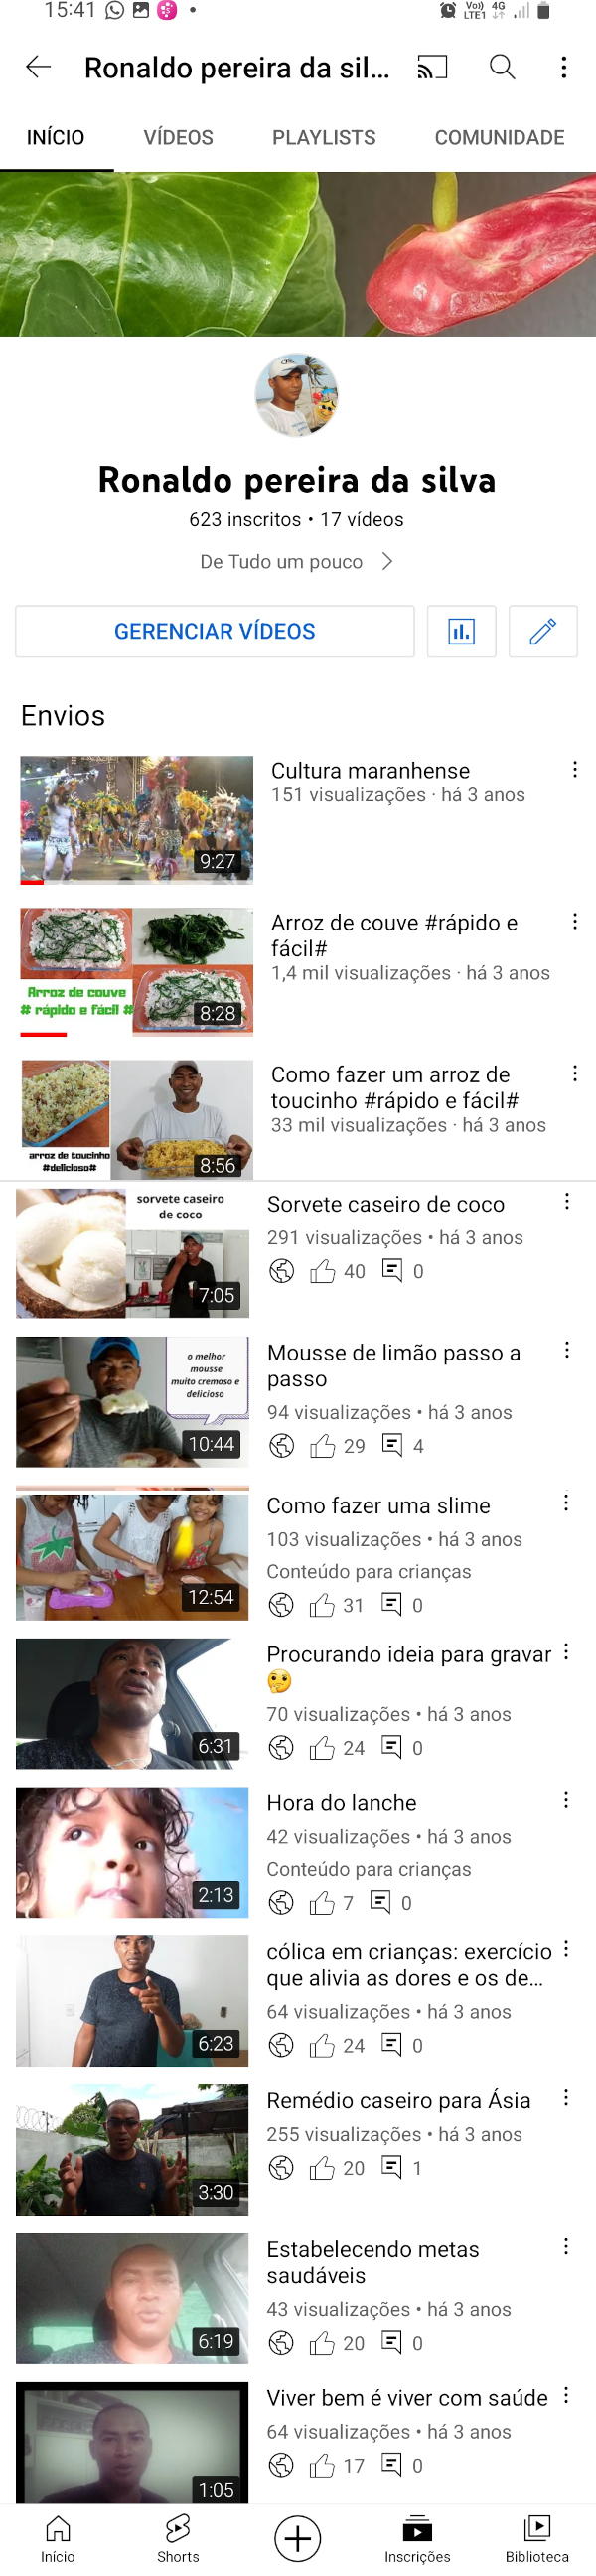 15:41
Vo)) 4G
LTE1
Ronaldo pereira da sil...
INÍCIO VÍDEOS PLAYLISTS COMUNIDADE
Ronaldo pereira da silva
623 inscritos • 17 vídeos
De Tudo um pouco
GERENCIAR VÍDEOS
Envios
9:27
Cultura maranhense
151 visualizações · há 3 anos
Arroz de couve
# rápido e fácil #
8:28
Arroz de couve #rápido e
fácil#
1,4 mil visualizações · há 3 anos
arroz de toucinho
#delicioso#
8:56
Como fazer um arroz de
toucinho #rápido e fácil#
33 mil visualizações · há 3 anos
sorvete caseiro
de coco
7:05
Sorvete caseiro de coco
291 visualizações • há 3 anos
40 0
o melhor
mousse
muito cremoso e
delicioso
10:44
Mousse de limão passo a
passo
94 visualizações • há 3 anos
29 4
12:54
Como fazer uma slime
103 visualizações • há 3 anos
Conteúdo para crianças
31 0
6:31
Procurando ideia para gravar
🤔
70 visualizações • há 3 anos
24 0
2:13
Hora do lanche
42 visualizações • há 3 anos
Conteúdo para crianças
7 0
6:23
cólica em crianças: exercício
que alivia as dores e os de...
64 visualizações • há 3 anos
24 0
3:30
Remédio caseiro para Ásia
255 visualizações • há 3 anos
20 1
6:19
Estabelecendo metas
saudáveis
43 visualizações • há 3 anos
20 0
1:05
Viver bem é viver com saúde
64 visualizações • há 3 anos
17 0
Início Shorts Inscrições Biblioteca